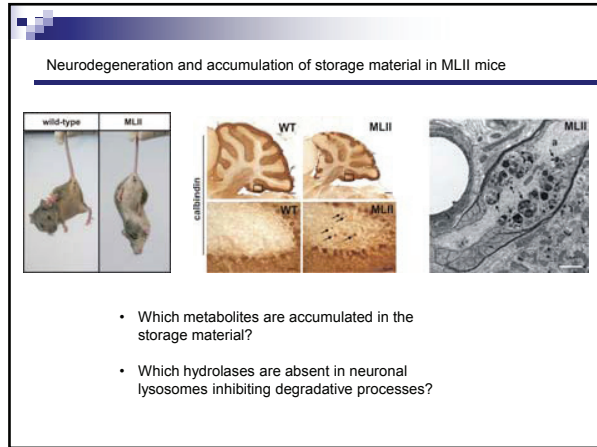 Neurodegeneration and accumulation of storage material in MLII mice
wild-type
MLII
WT
MLII
calbindin
WT
MLII
MLII
a
• Which metabolites are accumulated in the
storage material?
• Which hydrolases are absent in neuronal
lysosomes inhibiting degradative processes?